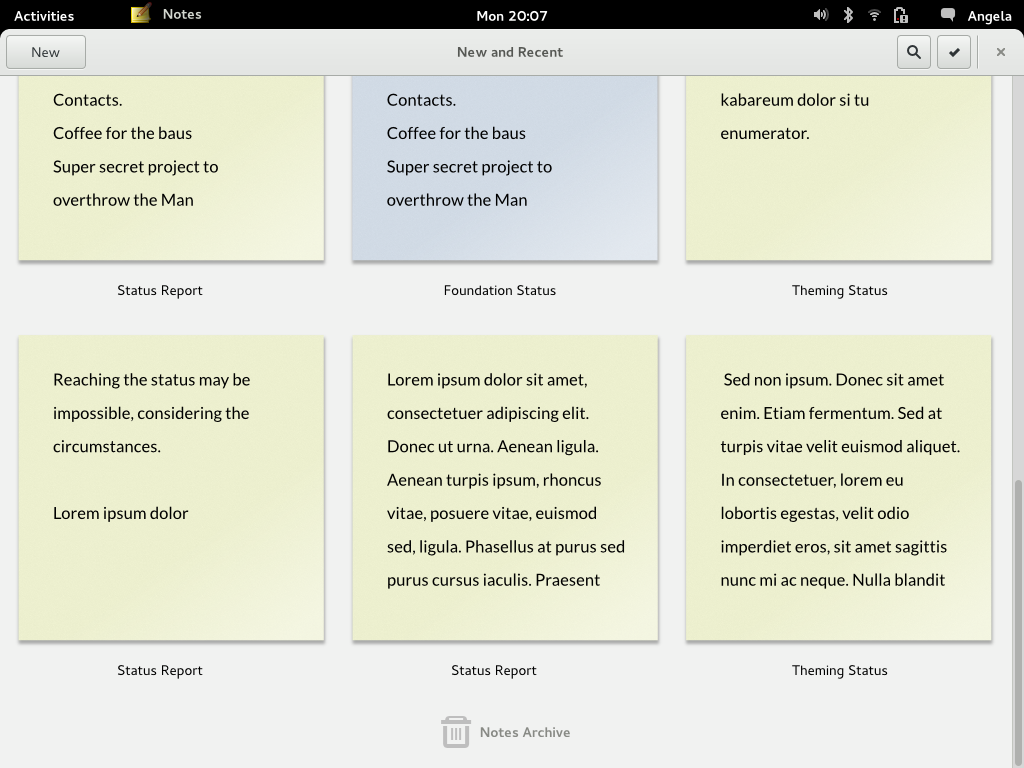 Activities
Notes
Mon 20:07
Angela
New
New and Recent
Contacts.
Coffee for the baus
Super secret project to
overthrow the Man
Contacts.
Coffee for the baus
Super secret project to
overthrow the Man
kabareum dolor si tu
enumerator.
Status Report
Foundation Status
Theming Status
Reaching the status may be
impossible, considering the
circumstances.
Lorem ipsum dolor
Lorem ipsum dolor sit amet,
consectetuer adipiscing elit.
Donec ut urna. Aenean ligula.
Aenean turpis ipsum, rhoncus
vitae, posuere vitae, euismod
sed, ligula. Phasellus at purus sed
purus cursus iaculis. Praesent
Sed non ipsum. Donec sit amet
enim. Etiam fermentum. Sed at
turpis vitae velit euismod aliquet.
In consectetuer, lorem eu
lobortis egestas, velit odio
imperdiet eros, sit amet sagittis
nunc mi ac neque. Nulla blandit
Status Report
Status Report
Theming Status
Notes Archive